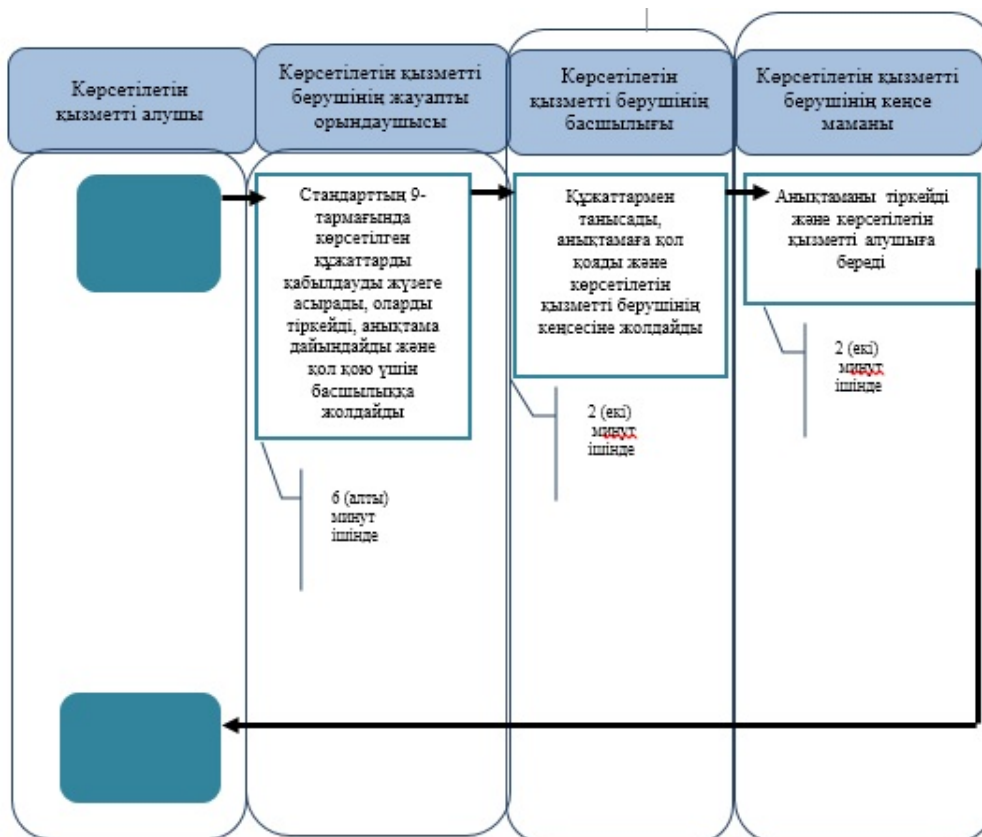 Көрсетілетін
қызметті алушы
Көрсетілетін қызметті
берушінің жауапты
орындаушысы
Көрсетілетін
қызметті берушінің
басшылығы
Көрсетілетін қызметті
берушінің кеңсе
маманы
Стандарттың 9-
тармағында
көрсетілген
құжаттарды
қабылдауды жүзеге
асырады, оларды
тіркейді, анықтама
дайындайды және
қол қою үшін
басшылыққа
жолдайды
6 (алты)
минут
ішінде
Құжаттармен
танысады,
анықтамаға қол
қояды және
көрсетілетін
қызметті берушінің
кеңсесіне жолдайды
2 (екі)
минут
ішінде
Анықтаманы тіркейді
және көрсетілетін
қызметті алушыға
береді
2 (екі)
минут
ішінде